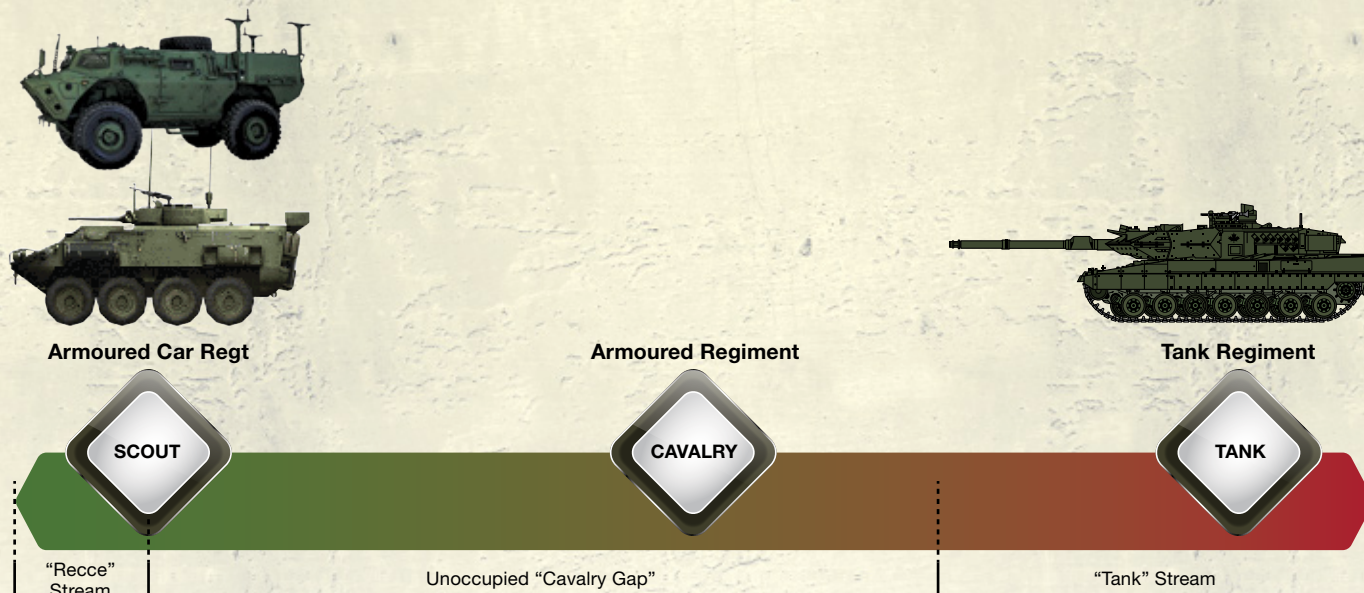 Armoured Car Regt
Armoured Regiment
Tank Regiment
SCOUT
CAVALRY
TANK
“Recce”
Stream
Unoccupied “Cavalry Gap”
“Tank” Stream